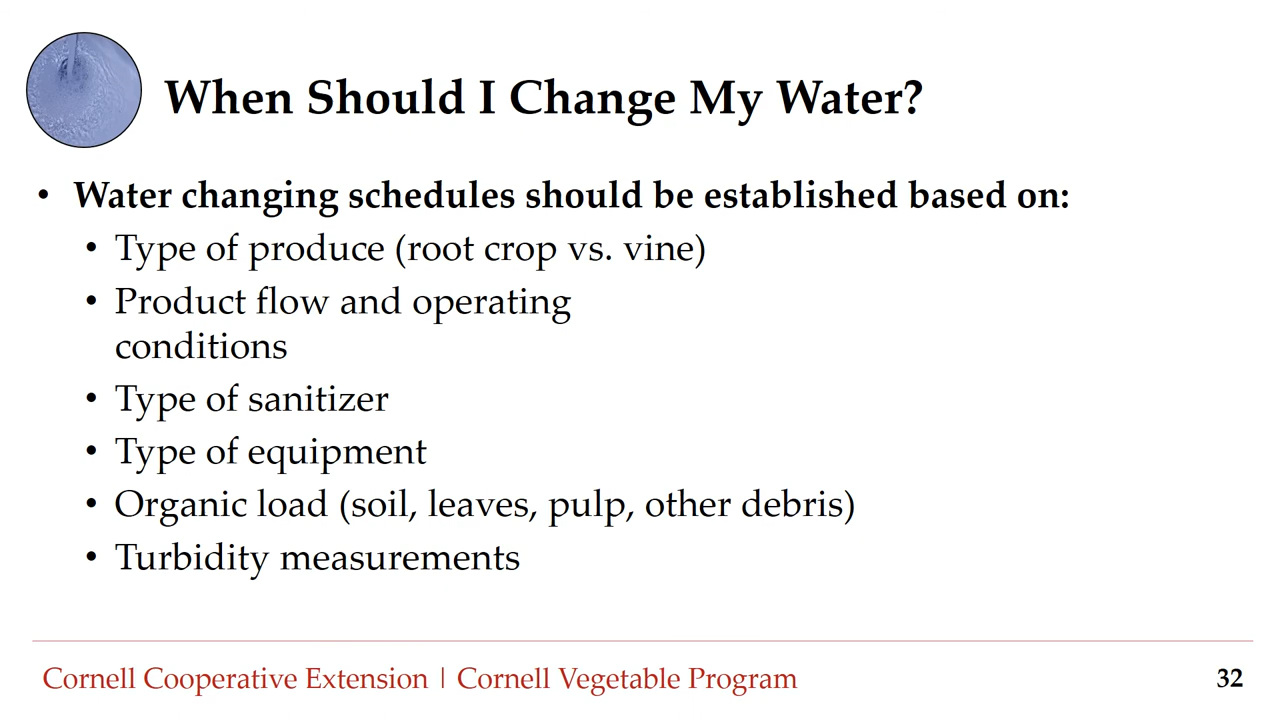 When Should I Change My Water?
• Water changing schedules should be established based on:
• Type of produce (root crop vs. vine)
• Product flow and operating
conditions
• Type of sanitizer
• Type of equipment
• Organic load (soil, leaves, pulp, other debris)
• Turbidity measurements
Cornell Cooperative Extension | Cornell Vegetable Program
32